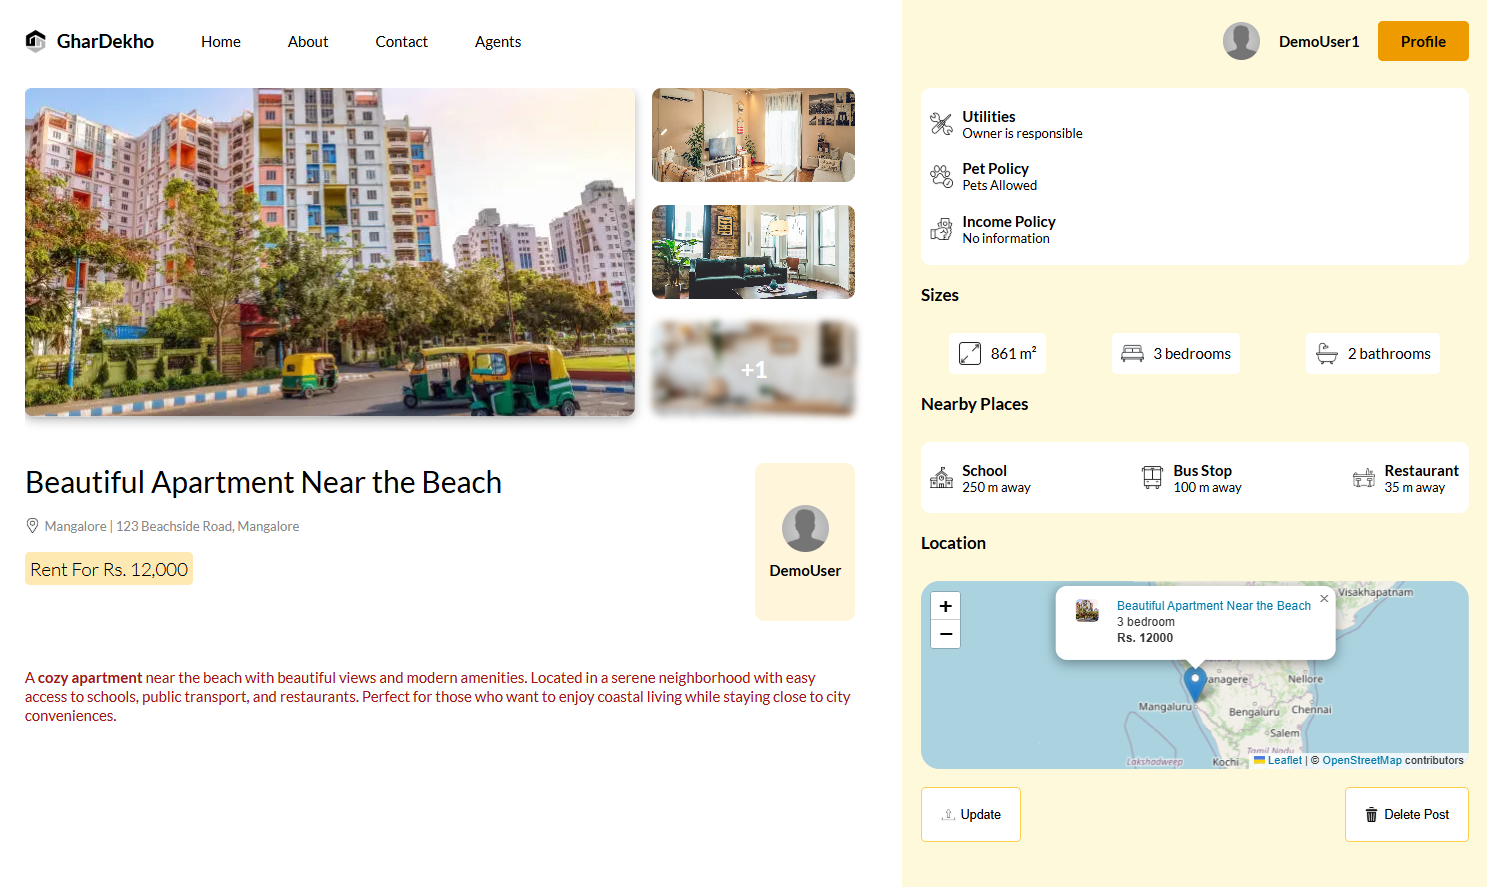 GharDekho
Home
About
Contact
Agents
DemoUser1
Profile
+1
Beautiful Apartment Near the Beach
Mangalore | 123 Beachside Road, Mangalore
Rent For Rs. 12,000
DemoUser
A cozy apartment near the beach with beautiful views and modern amenities. Located in a serene neighborhood with easy
access to schools, public transport, and restaurants. Perfect for those who want to enjoy coastal living while staying close to city
conveniences.
Utilities
Owner is responsible
Pet Policy
Pets Allowed
Income Policy
No information
Sizes
861 m²
3 bedrooms
2 bathrooms
Nearby Places
School
250 m away
Bus Stop
100 m away
Restaurant
35 m away
Location
+
−
Beautiful Apartment Near the Beach
3 bedroom
Rs. 12000
×
Visakhapatnam
anagere
Nellore
Mangaluru
Bengaluru
Chennai
Salem
Tamil Nadu
Lakshadweep
Kochi
Leaflet | © OpenStreetMap contributors
Update
Delete Post